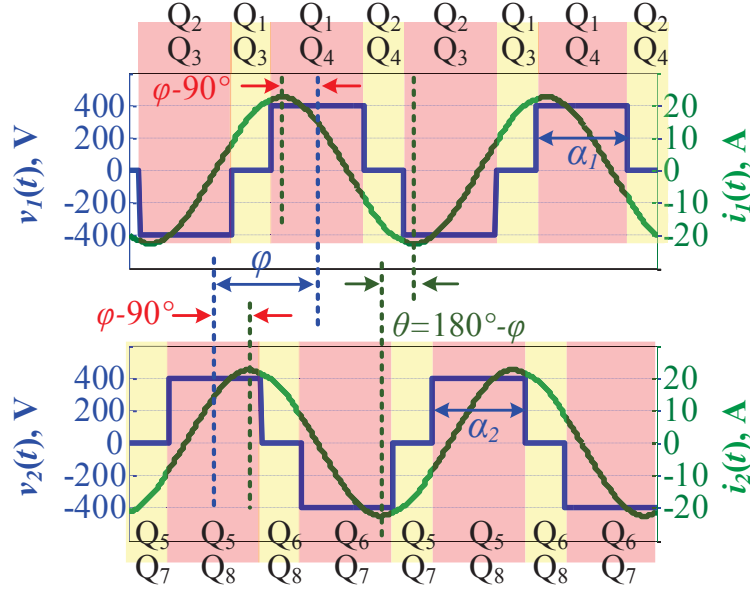 Q2 Q1 Q1 Q2 Q2 Q1 Q1 Q2
Q3 Q3 Q4 Q4 Q3 Q3 Q4 Q4
φ-90°
400
200
0
-200
-400
v1(t), V
α1
20
10
0
-10
-20
i1(t), A
φ
φ-90°
θ=180°-φ
400
200
0
-200
-400
v2(t), V
α2
20
10
0
-10
-20
i2(t), A
Q5 Q5 Q6 Q6 Q5 Q5 Q6 Q6
Q7 Q8 Q8 Q7 Q7 Q8 Q8 Q7